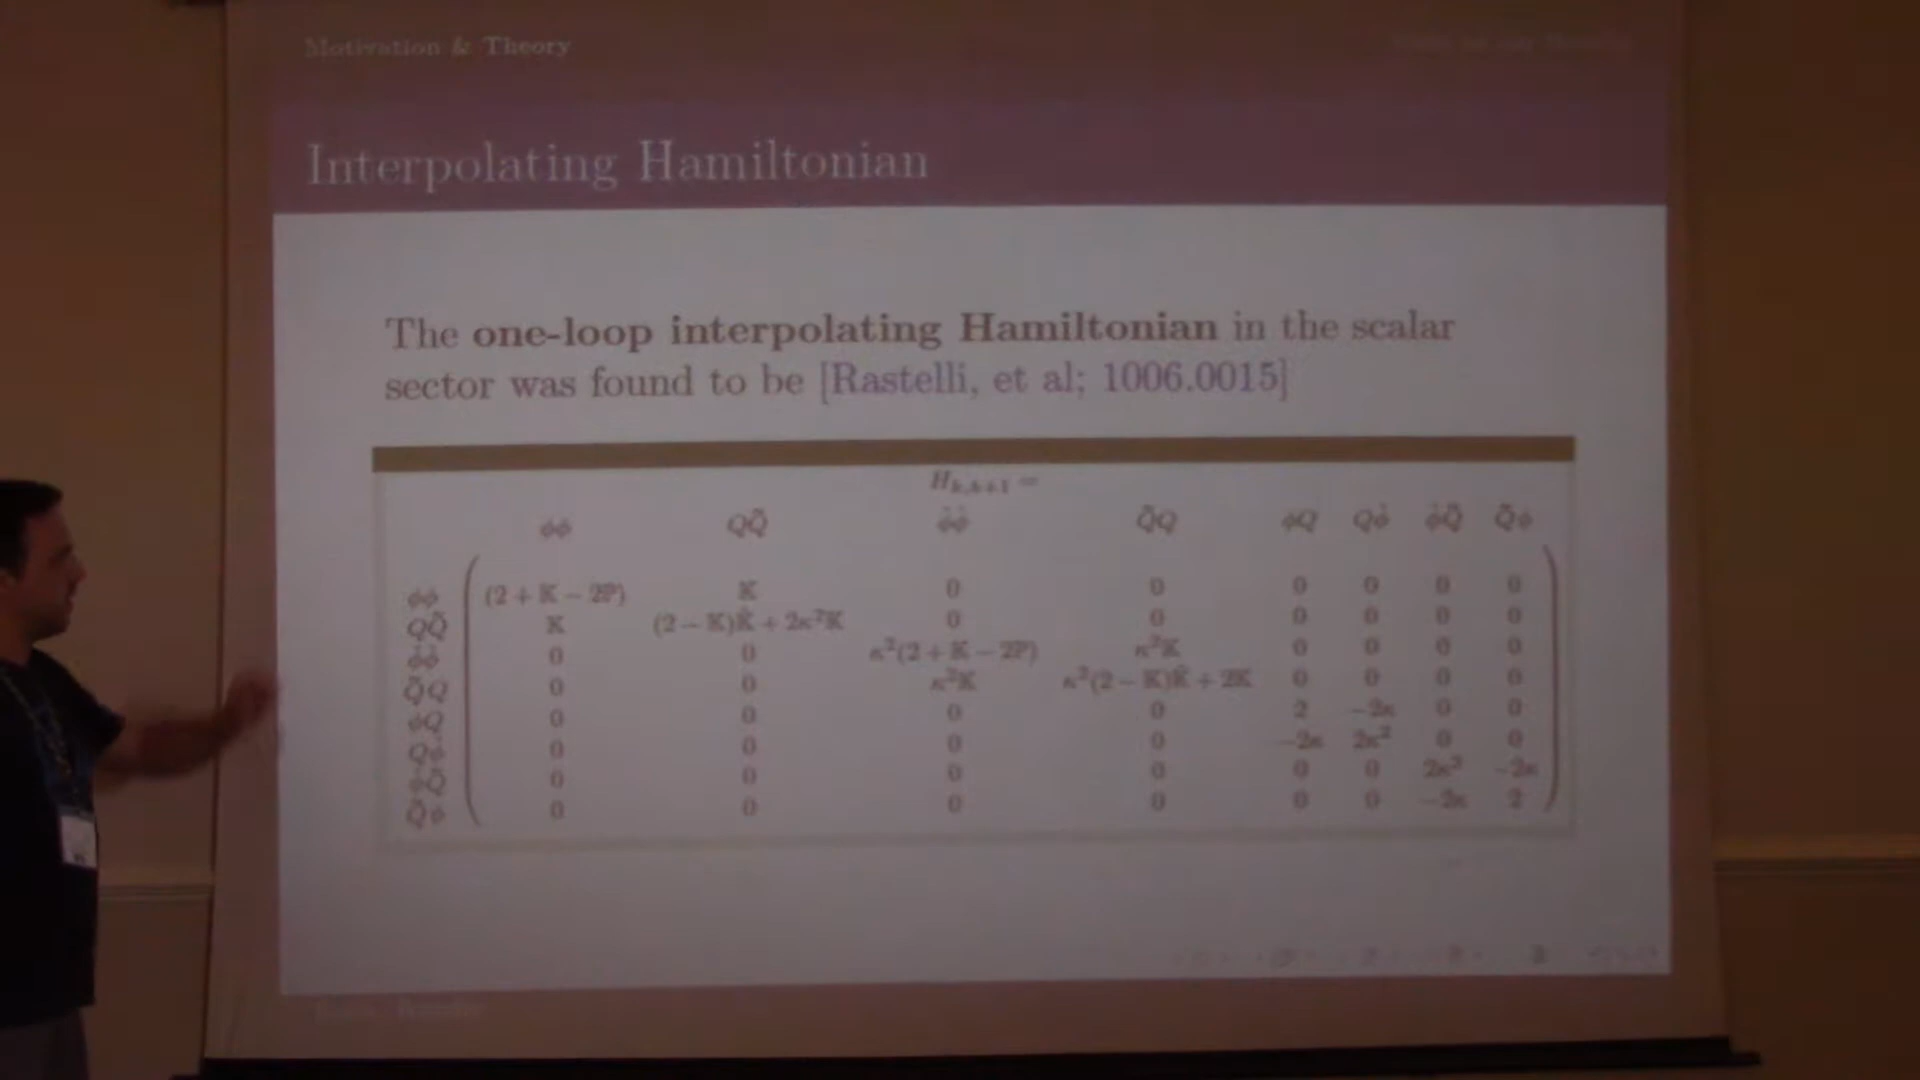 Motivation & Theory
Interpolating Hamiltonian
The one-loop interpolating Hamiltonian in the scalar
sector was found to be [Rastelli, et al; 1006.0015]
H_{k,k+1} =
ϕϕ QQ̃ ϕ̌ϕ̌ Q̃Q ϕQ Qϕ̌ ϕ̌Q̃ Q̃ϕ
ϕϕ (2 + 𝕂 − 2ℙ) 𝕂 0 0 0 0 0 0
QQ̃ 𝕂 (2 − 𝕂)𝕂̂ + 2κ²𝕂 0 0 0 0 0 0
ϕ̌ϕ̌ 0 0 κ²(2 + 𝕂 − 2ℙ) κ²𝕂 0 0 0 0
Q̃Q 0 0 κ²𝕂 κ²(2 − 𝕂)𝕂̂ + 2𝕂 0 0 0 0
ϕQ 0 0 0 0 2 −2κ 0 0
Qϕ̌ 0 0 0 0 −2κ 2κ² 0 0
ϕ̌Q̃ 0 0 0 0 0 0 2κ² −2κ
Q̃ϕ 0 0 0 0 0 0 −2κ 2